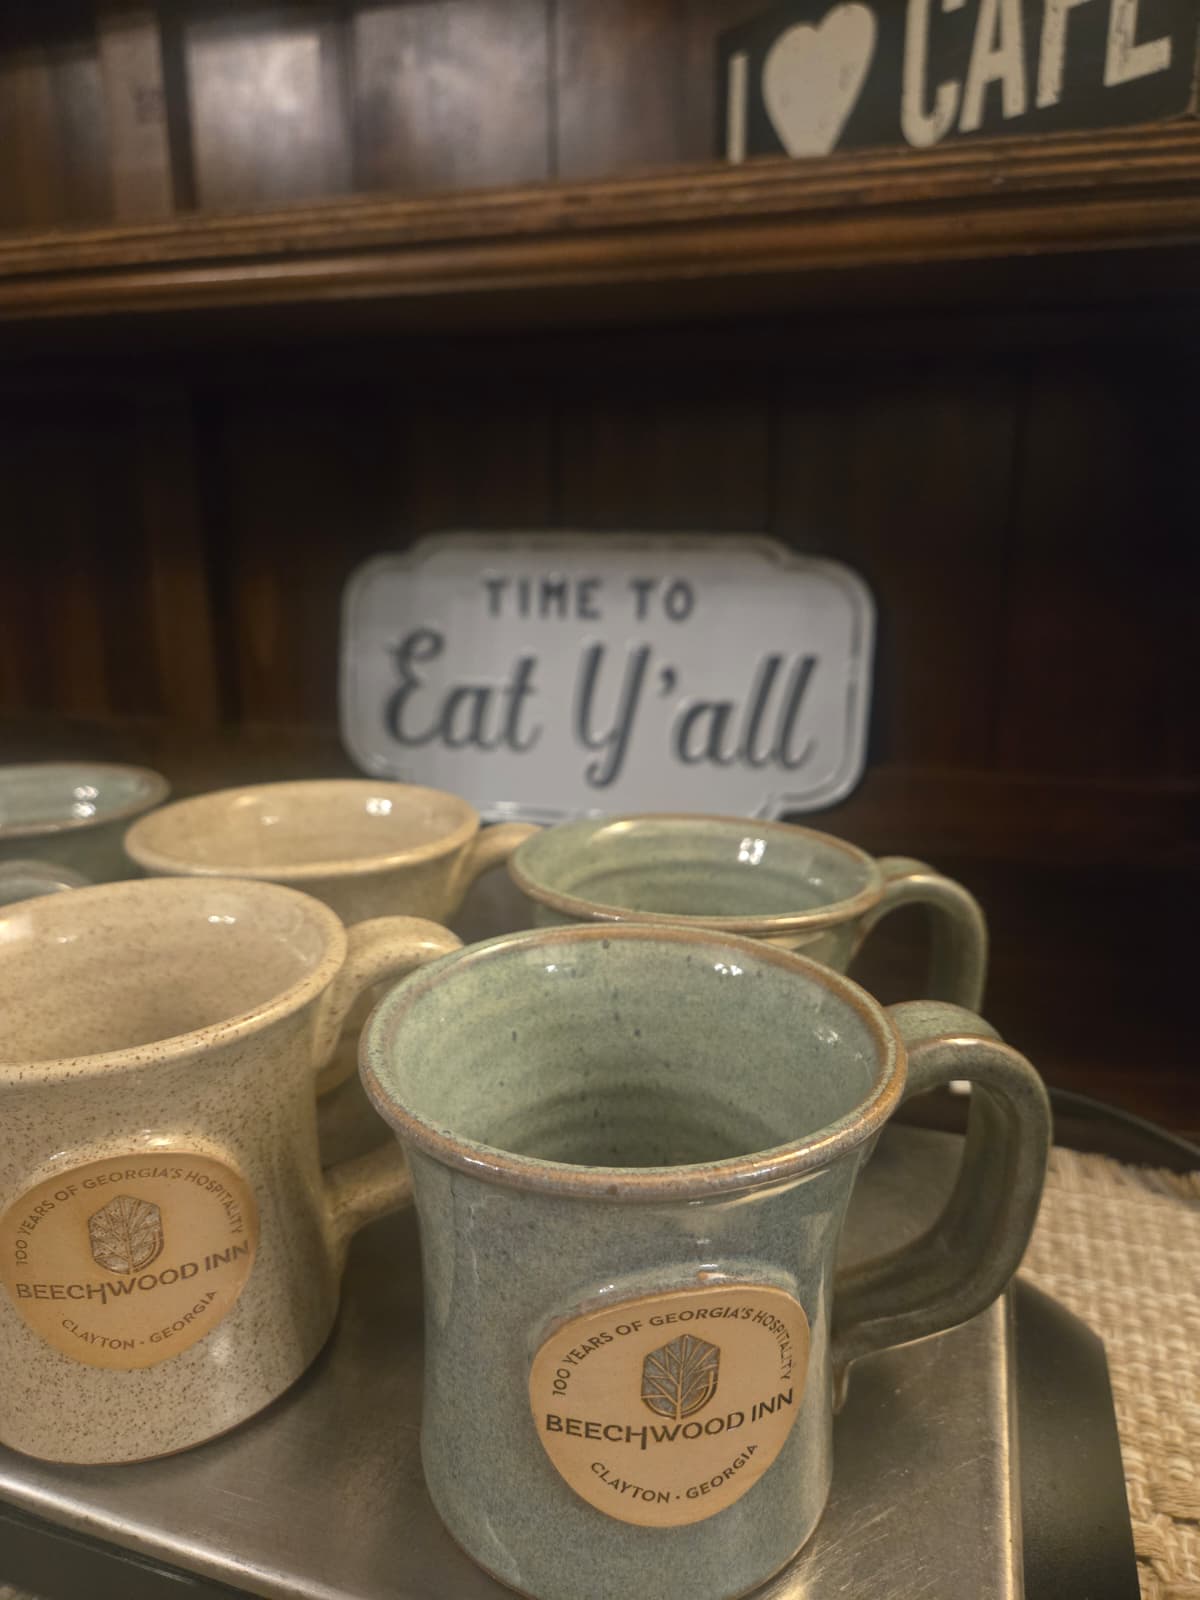 I ♥ CAFE
TIME TO
Eat Y'all
100 YEARS OF GEORGIA'S HOSPITALITY
BEECHWOOD INN
CLAYTON · GEORGIA
100 YEARS OF GEORGIA'S HOSPITALITY
BEECHWOOD INN
CLAYTON · GEORGIA